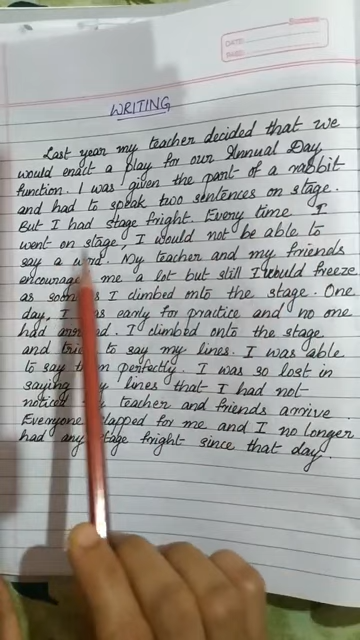 DATE
PAGE
WRITING
Last year my teacher decided that we
would enact a play for our Annual Day
function. I was given the part of a rabbit
and had to speak two sentences on stage.
But I had stage fright. Every time I
went on stage, I would not be able to
say a word. My teacher and my friends
encouraged me a lot but still I would freeze
as soon as I climbed onto the stage. One
day, I was early for practice and no one
had arrived. I climbed onto the stage
and tried to say my lines. I was able
to say them perfectly. I was so lost in
saying my lines that I had not
noticed my teacher and friends arrive.
Everyone clapped for me and I no longer
had any stage fright since that day.